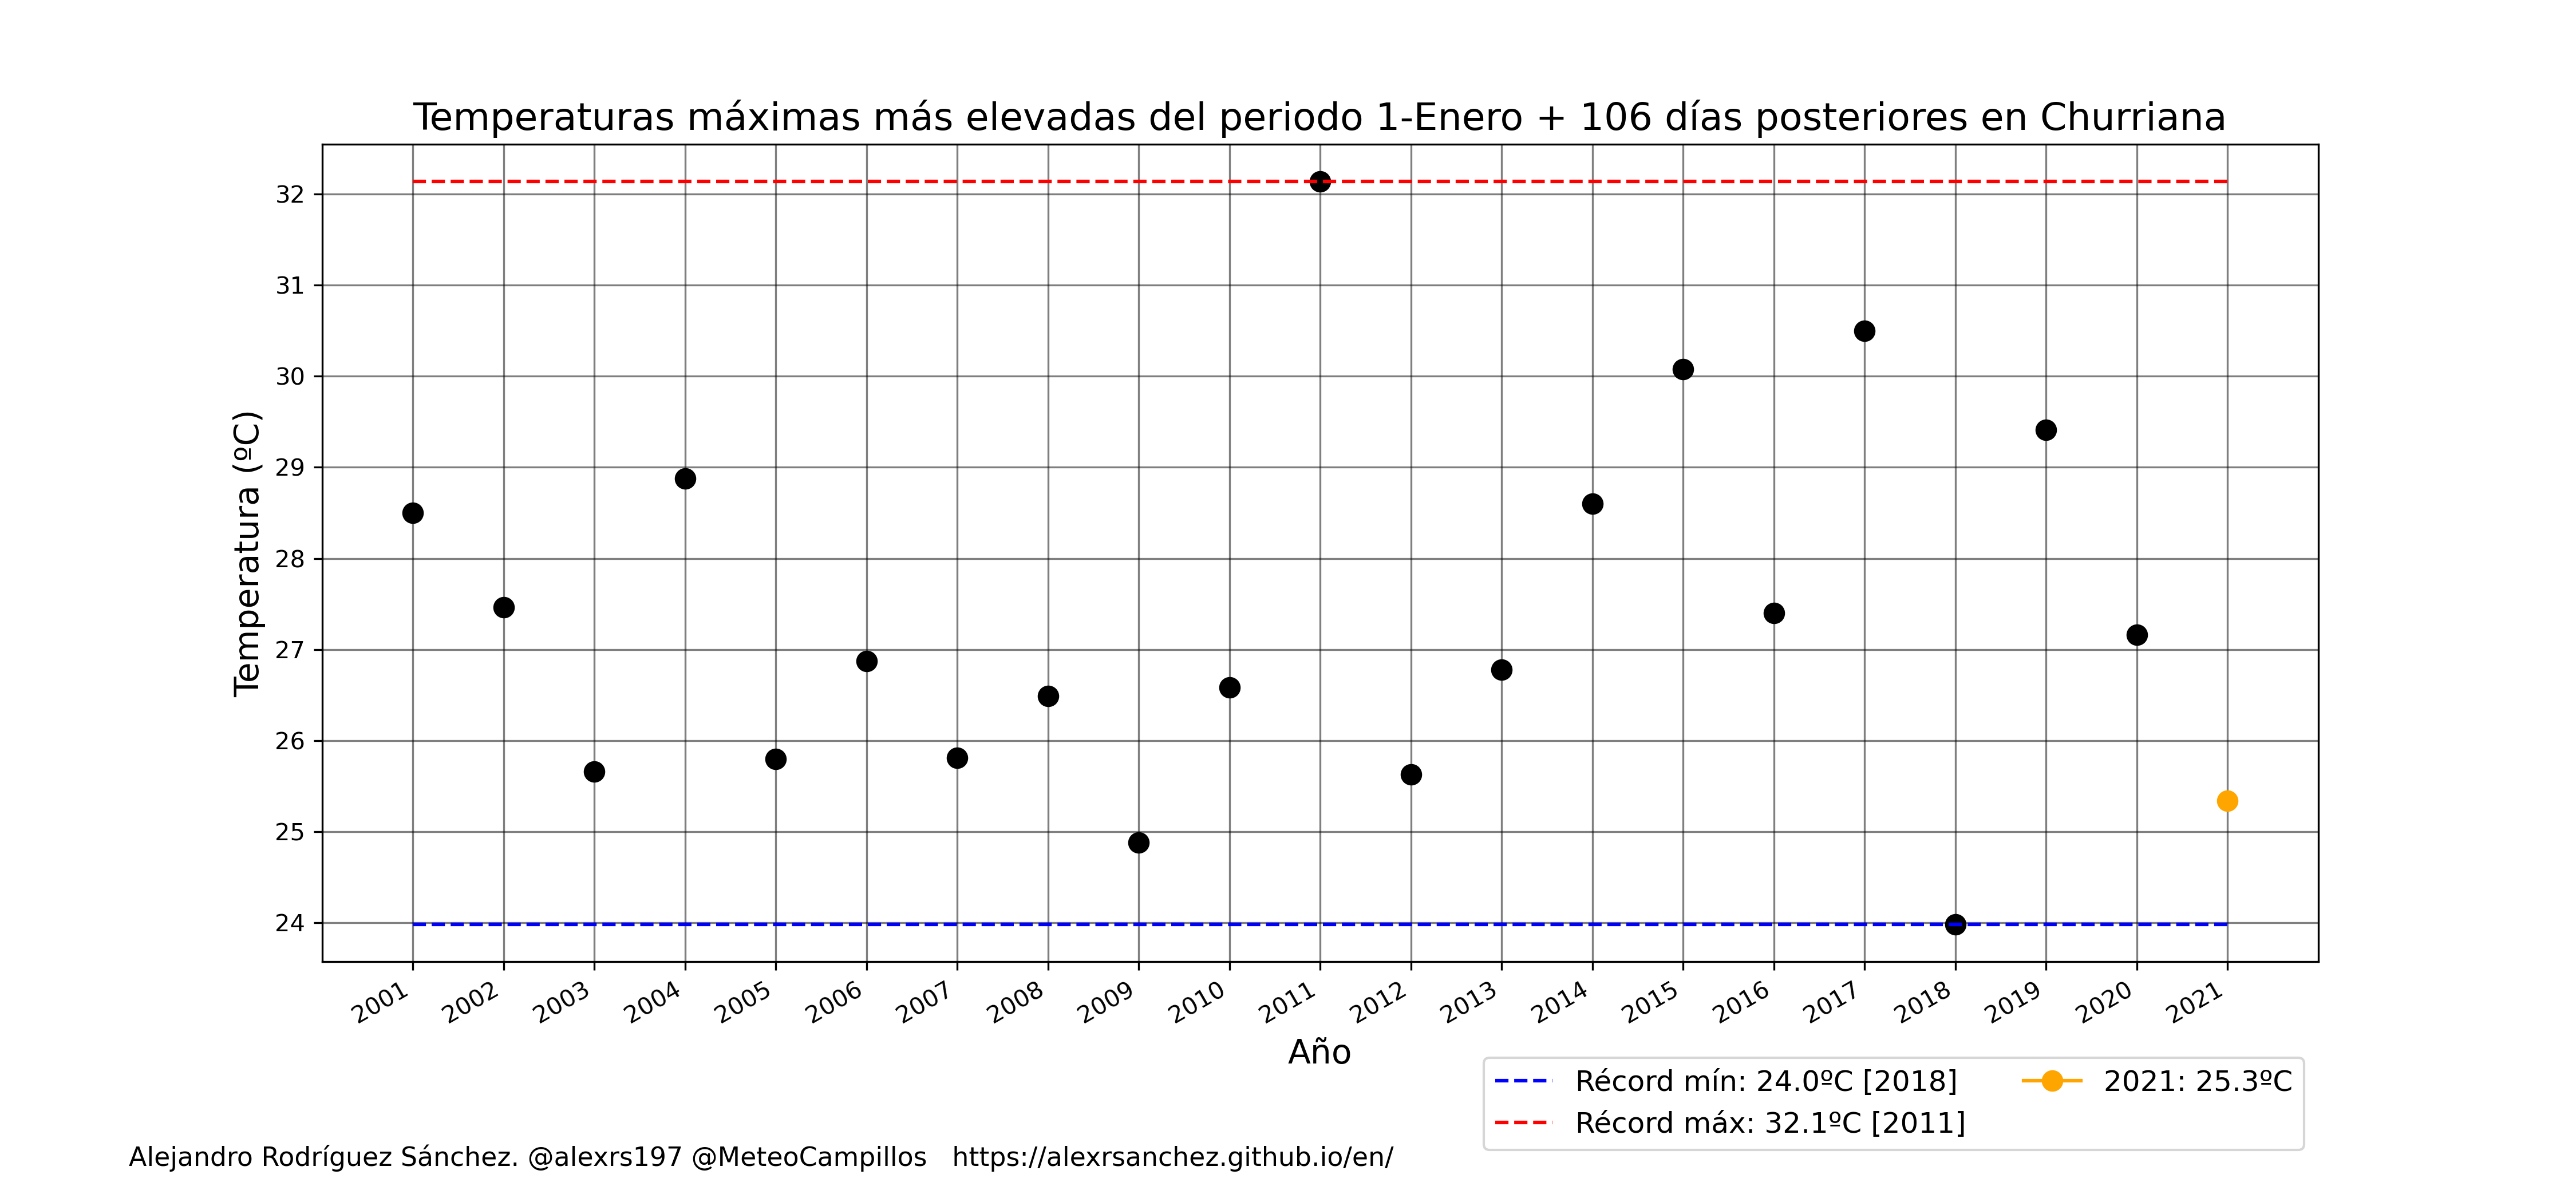 Temperaturas máximas más elevadas del periodo 1-Enero + 106 días posteriores en Churriana
Temperatura (ºC)
32
31
30
29
28
27
26
25
24
2001 2002 2003 2004 2005 2006 2007 2008 2009 2010 2011 2012 2013 2014 2015 2016 2017 2018 2019 2020 2021
Año
Récord mín: 24.0ºC [2018]
Récord máx: 32.1ºC [2011]
2021: 25.3ºC
Alejandro Rodríguez Sánchez. @alexrs197 @MeteoCampillos https://alexrsanchez.github.io/en/